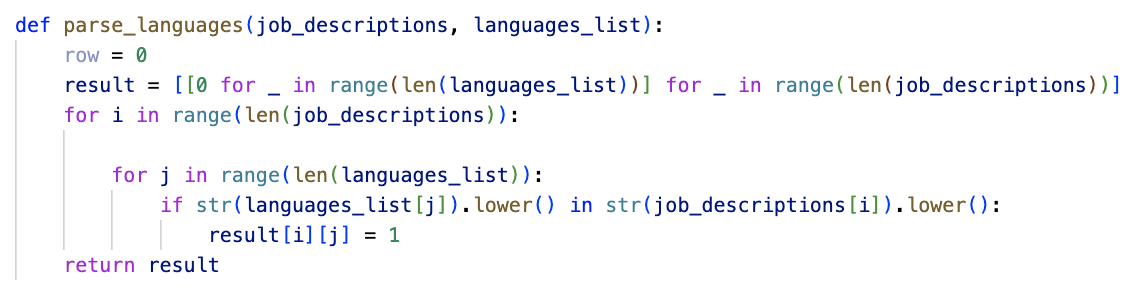 def parse_languages(job_descriptions, languages_list):
    row = 0
    result = [[0 for _ in range(len(languages_list))] for _ in range(len(job_descriptions))]
    for i in range(len(job_descriptions)):

        for j in range(len(languages_list)):
            if str(languages_list[j]).lower() in str(job_descriptions[i]).lower():
                result[i][j] = 1
    return result